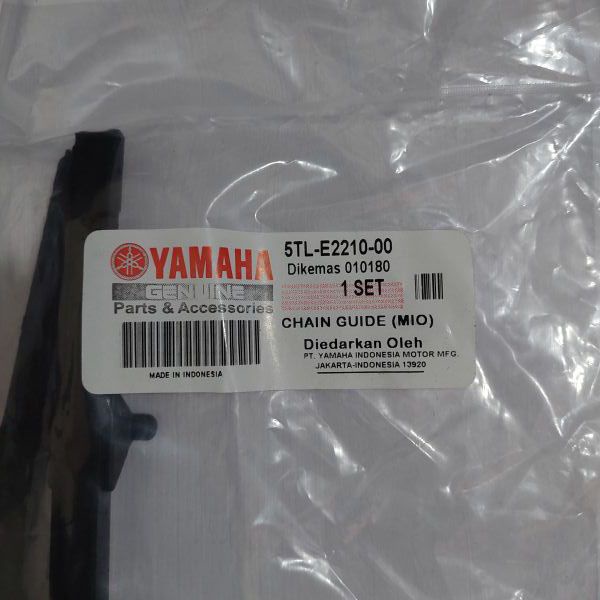 YAMAHA
GENUINE
Parts & Accessories
MADE IN INDONESIA
5TL-E2210-00
Dikemas 010180
1 SET
CHAIN GUIDE (MIO)
Diedarkan Oleh
PT. YAMAHA INDONESIA MOTOR MFG.
JAKARTA-INDONESIA 13920